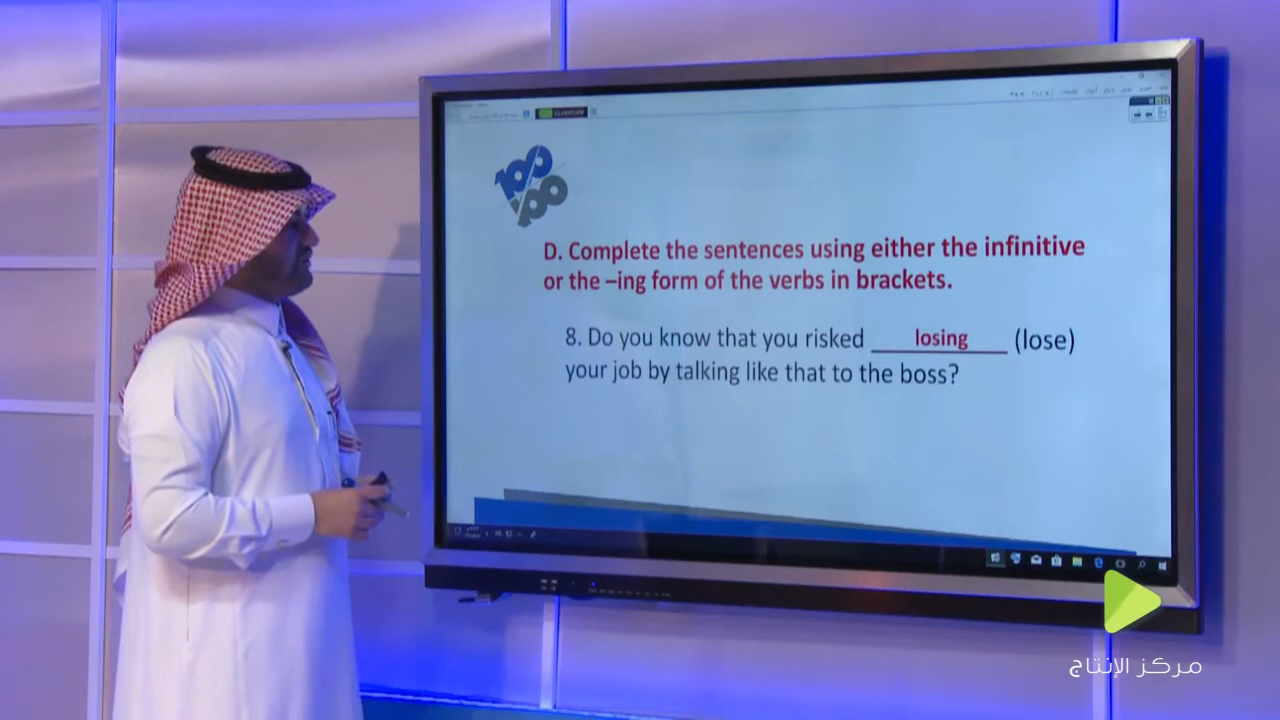 100
100
D. Complete the sentences using either the infinitive
or the –ing form of the verbs in brackets.
8. Do you know that you risked losing (lose)
your job by talking like that to the boss?
مركز الإنتاج